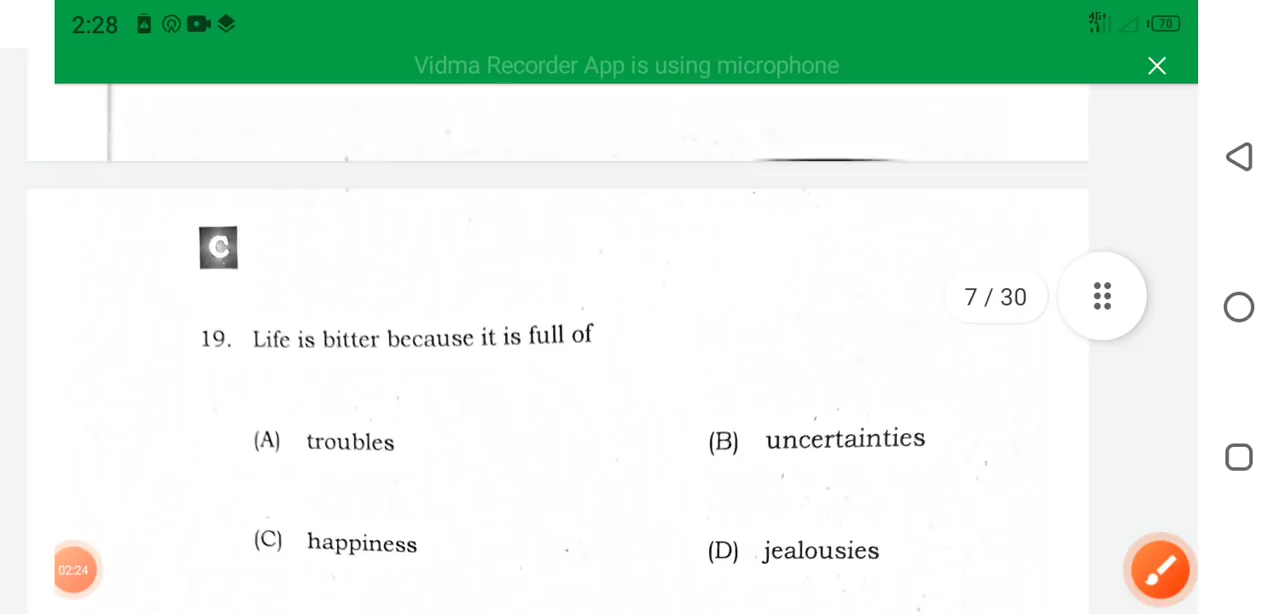 2:28 4G+ 70
Vidma Recorder App is using microphone
C
7 / 30
19. Life is bitter because it is full of
(A) troubles (B) uncertainties
(C) happiness (D) jealousies
02:24